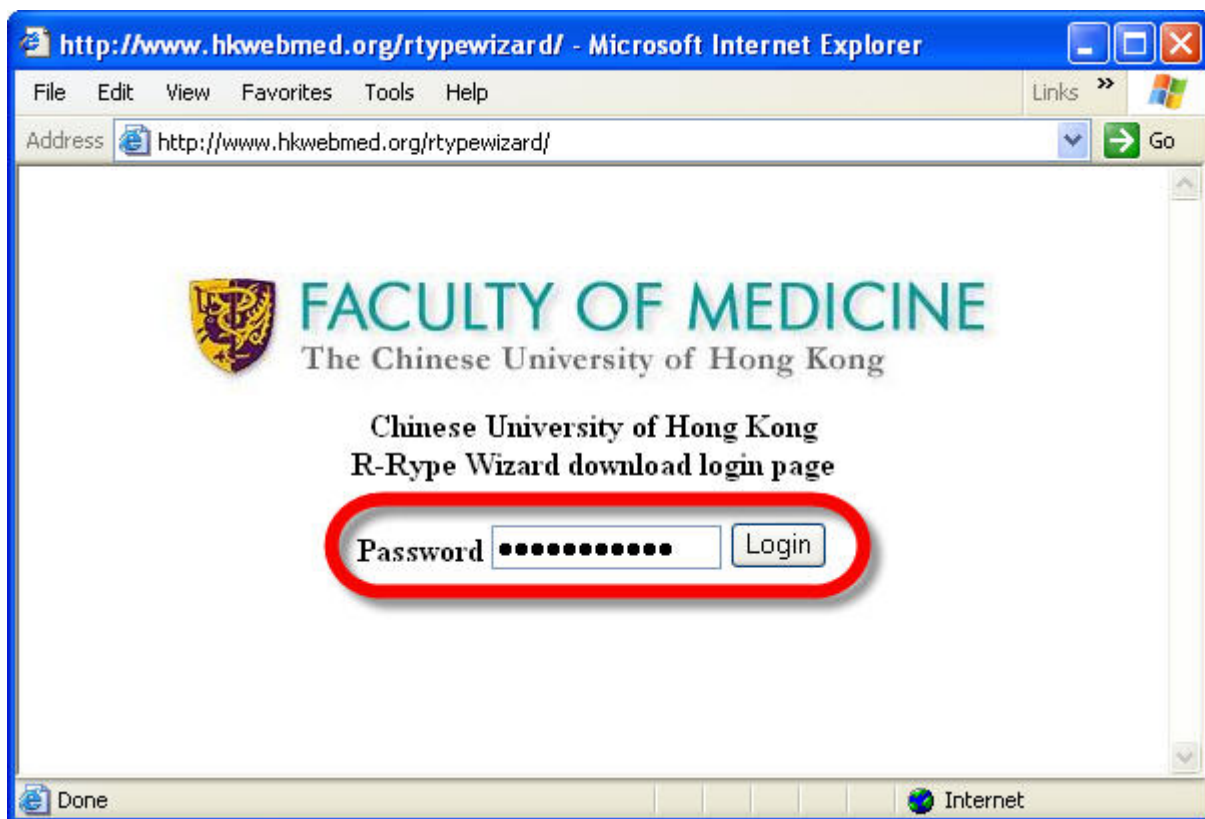 http://www.hkwebmed.org/rtypewizard/ - Microsoft Internet Explorer
File Edit View Favorites Tools Help Links »
Address http://www.hkwebmed.org/rtypewizard/ Go
FACULTY OF MEDICINE
The Chinese University of Hong Kong
Chinese University of Hong Kong
R-Rype Wizard download login page
Password ●●●●●●●●●●● Login
Done Internet